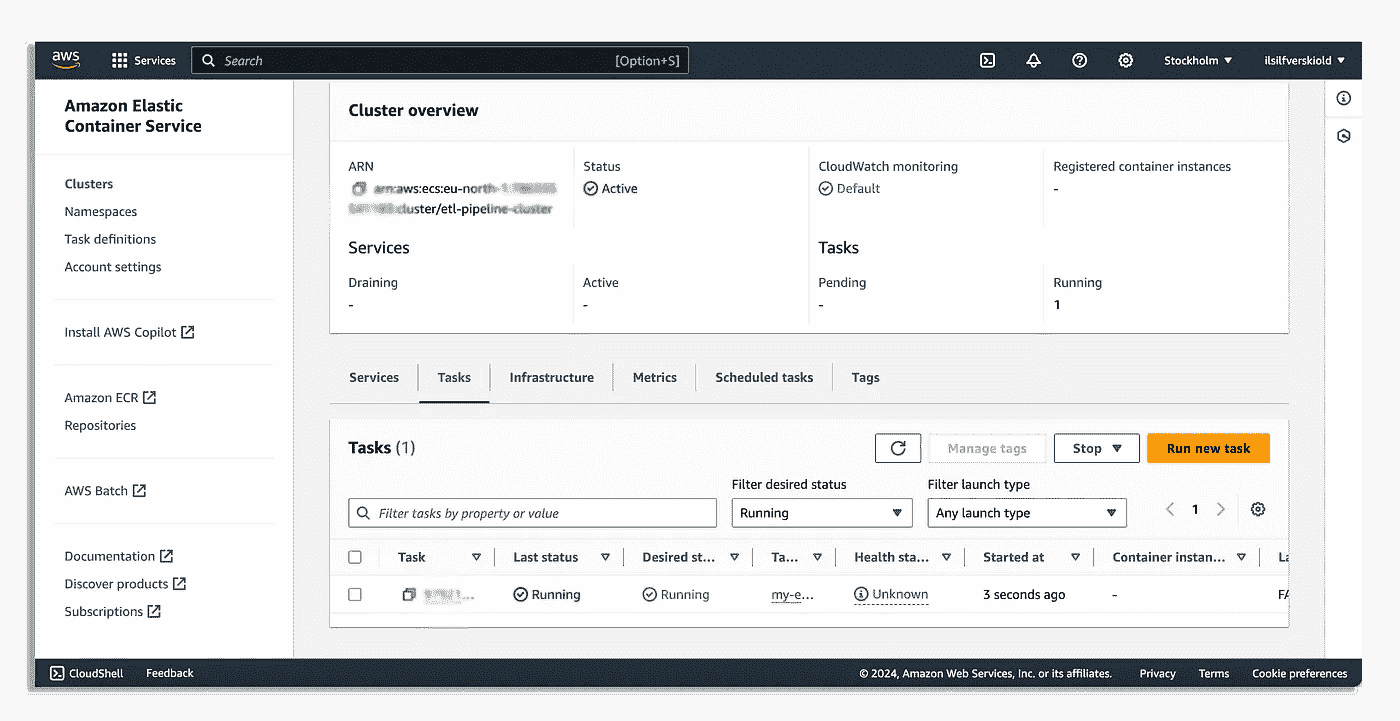 aws
Services
Search
[Option+S]
Stockholm
ilsilfverskiold
Amazon Elastic
Container Service
Clusters
Namespaces
Task definitions
Account settings
Install AWS Copilot
Amazon ECR
Repositories
AWS Batch
Documentation
Discover products
Subscriptions
Cluster overview
ARN
arn:aws:ecs:eu-north-1:
cluster/etl-pipeline-cluster
Status
Active
CloudWatch monitoring
Default
Registered container instances
-
Services
Draining
-
Active
-
Tasks
Pending
-
Running
1
Services
Tasks
Infrastructure
Metrics
Scheduled tasks
Tags
Tasks (1)
Manage tags
Stop
Run new task
Filter desired status
Filter launch type
Filter tasks by property or value
Running
Any launch type
1
Task
Last status
Desired st...
Ta...
Health sta...
Started at
Container instan...
La
Running
Running
my-e...
Unknown
3 seconds ago
-
FA
CloudShell
Feedback
© 2024, Amazon Web Services, Inc. or its affiliates.
Privacy
Terms
Cookie preferences